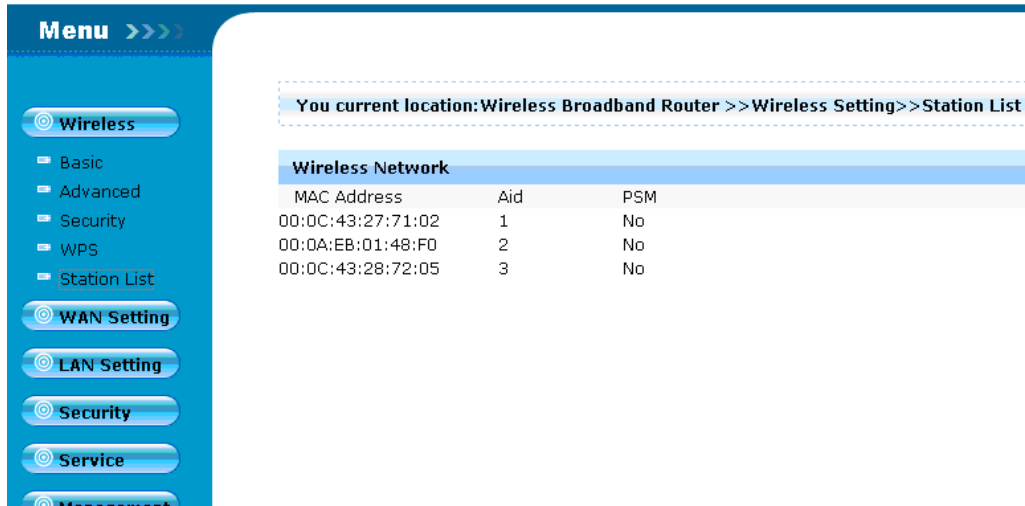 Menu >>>>
Wireless
Basic
Advanced
Security
WPS
Station List
WAN Setting
LAN Setting
Security
Service
Management
You current location:Wireless Broadband Router >>Wireless Setting>>Station List
Wireless Network
MAC Address Aid PSM
00:0C:43:27:71:02 1 No
00:0A:EB:01:48:F0 2 No
00:0C:43:28:72:05 3 No